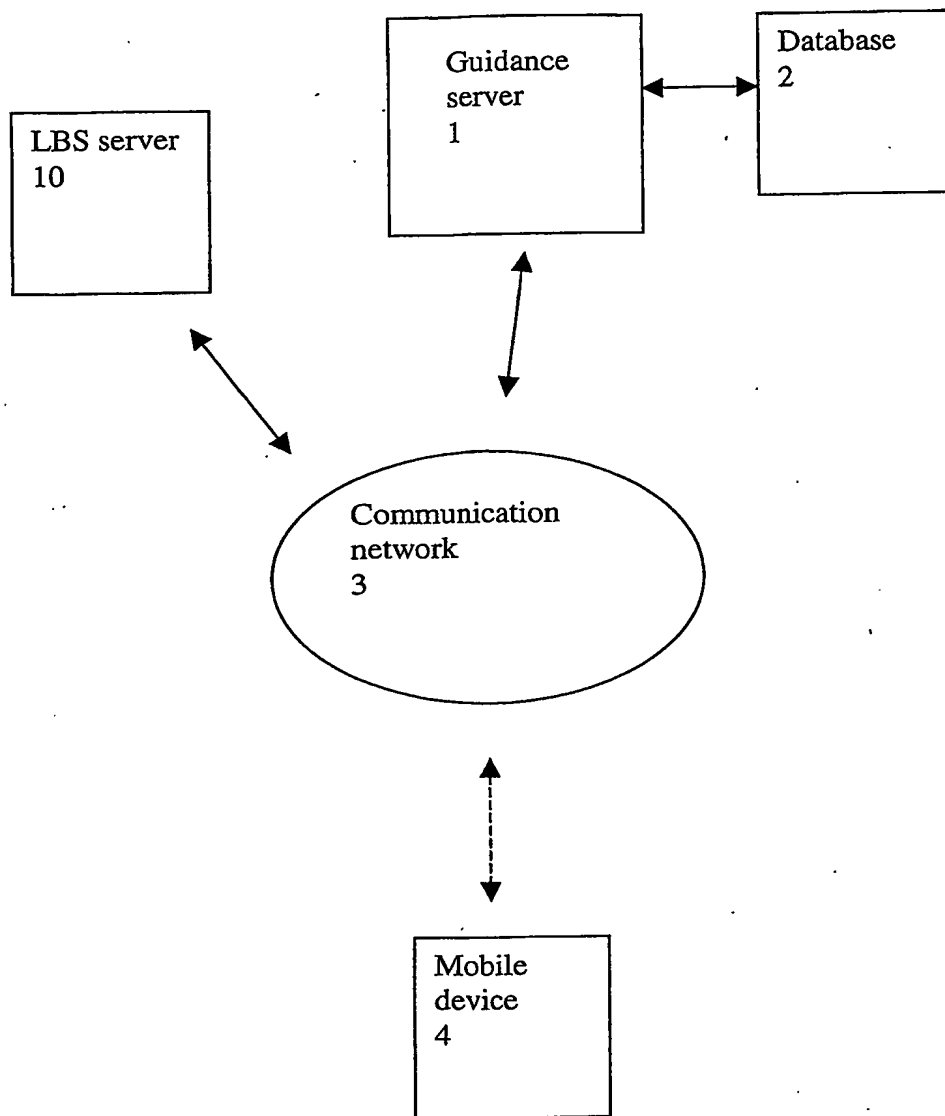 Guidance
server
1
Database
2
LBS server
10
Communication
network
3
Mobile
device
4